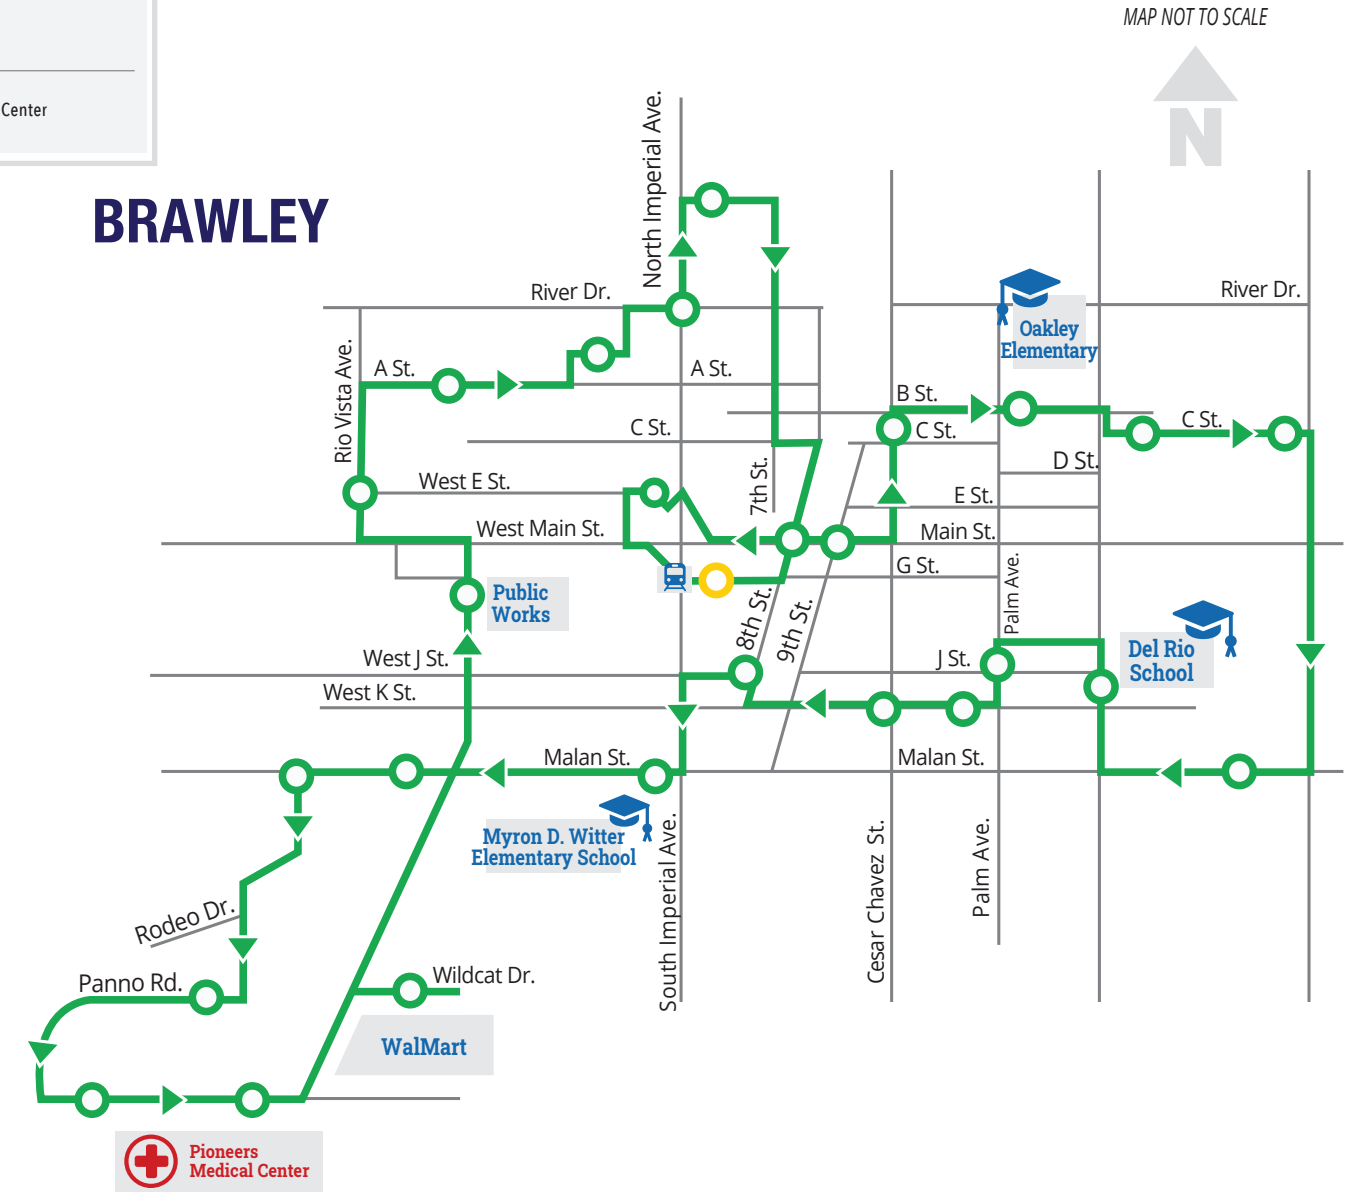 MAP NOT TO SCALE
N
Center
BRAWLEY
North Imperial Ave.
River Dr.
River Dr.
Oakley
Elementary
Rio Vista Ave.
A St.
A St.
B St.
C St.
C St.
C St.
D St.
7th St.
West E St.
E St.
West Main St.
Main St.
G St.
Palm Ave.
Public
Works
8th St.
9th St.
Del Rio
School
West J St.
J St.
West K St.
Malan St.
Malan St.
Myron D. Witter
Elementary School
South Imperial Ave.
Cesar Chavez St.
Palm Ave.
Rodeo Dr.
Panno Rd.
Wildcat Dr.
WalMart
Pioneers
Medical Center